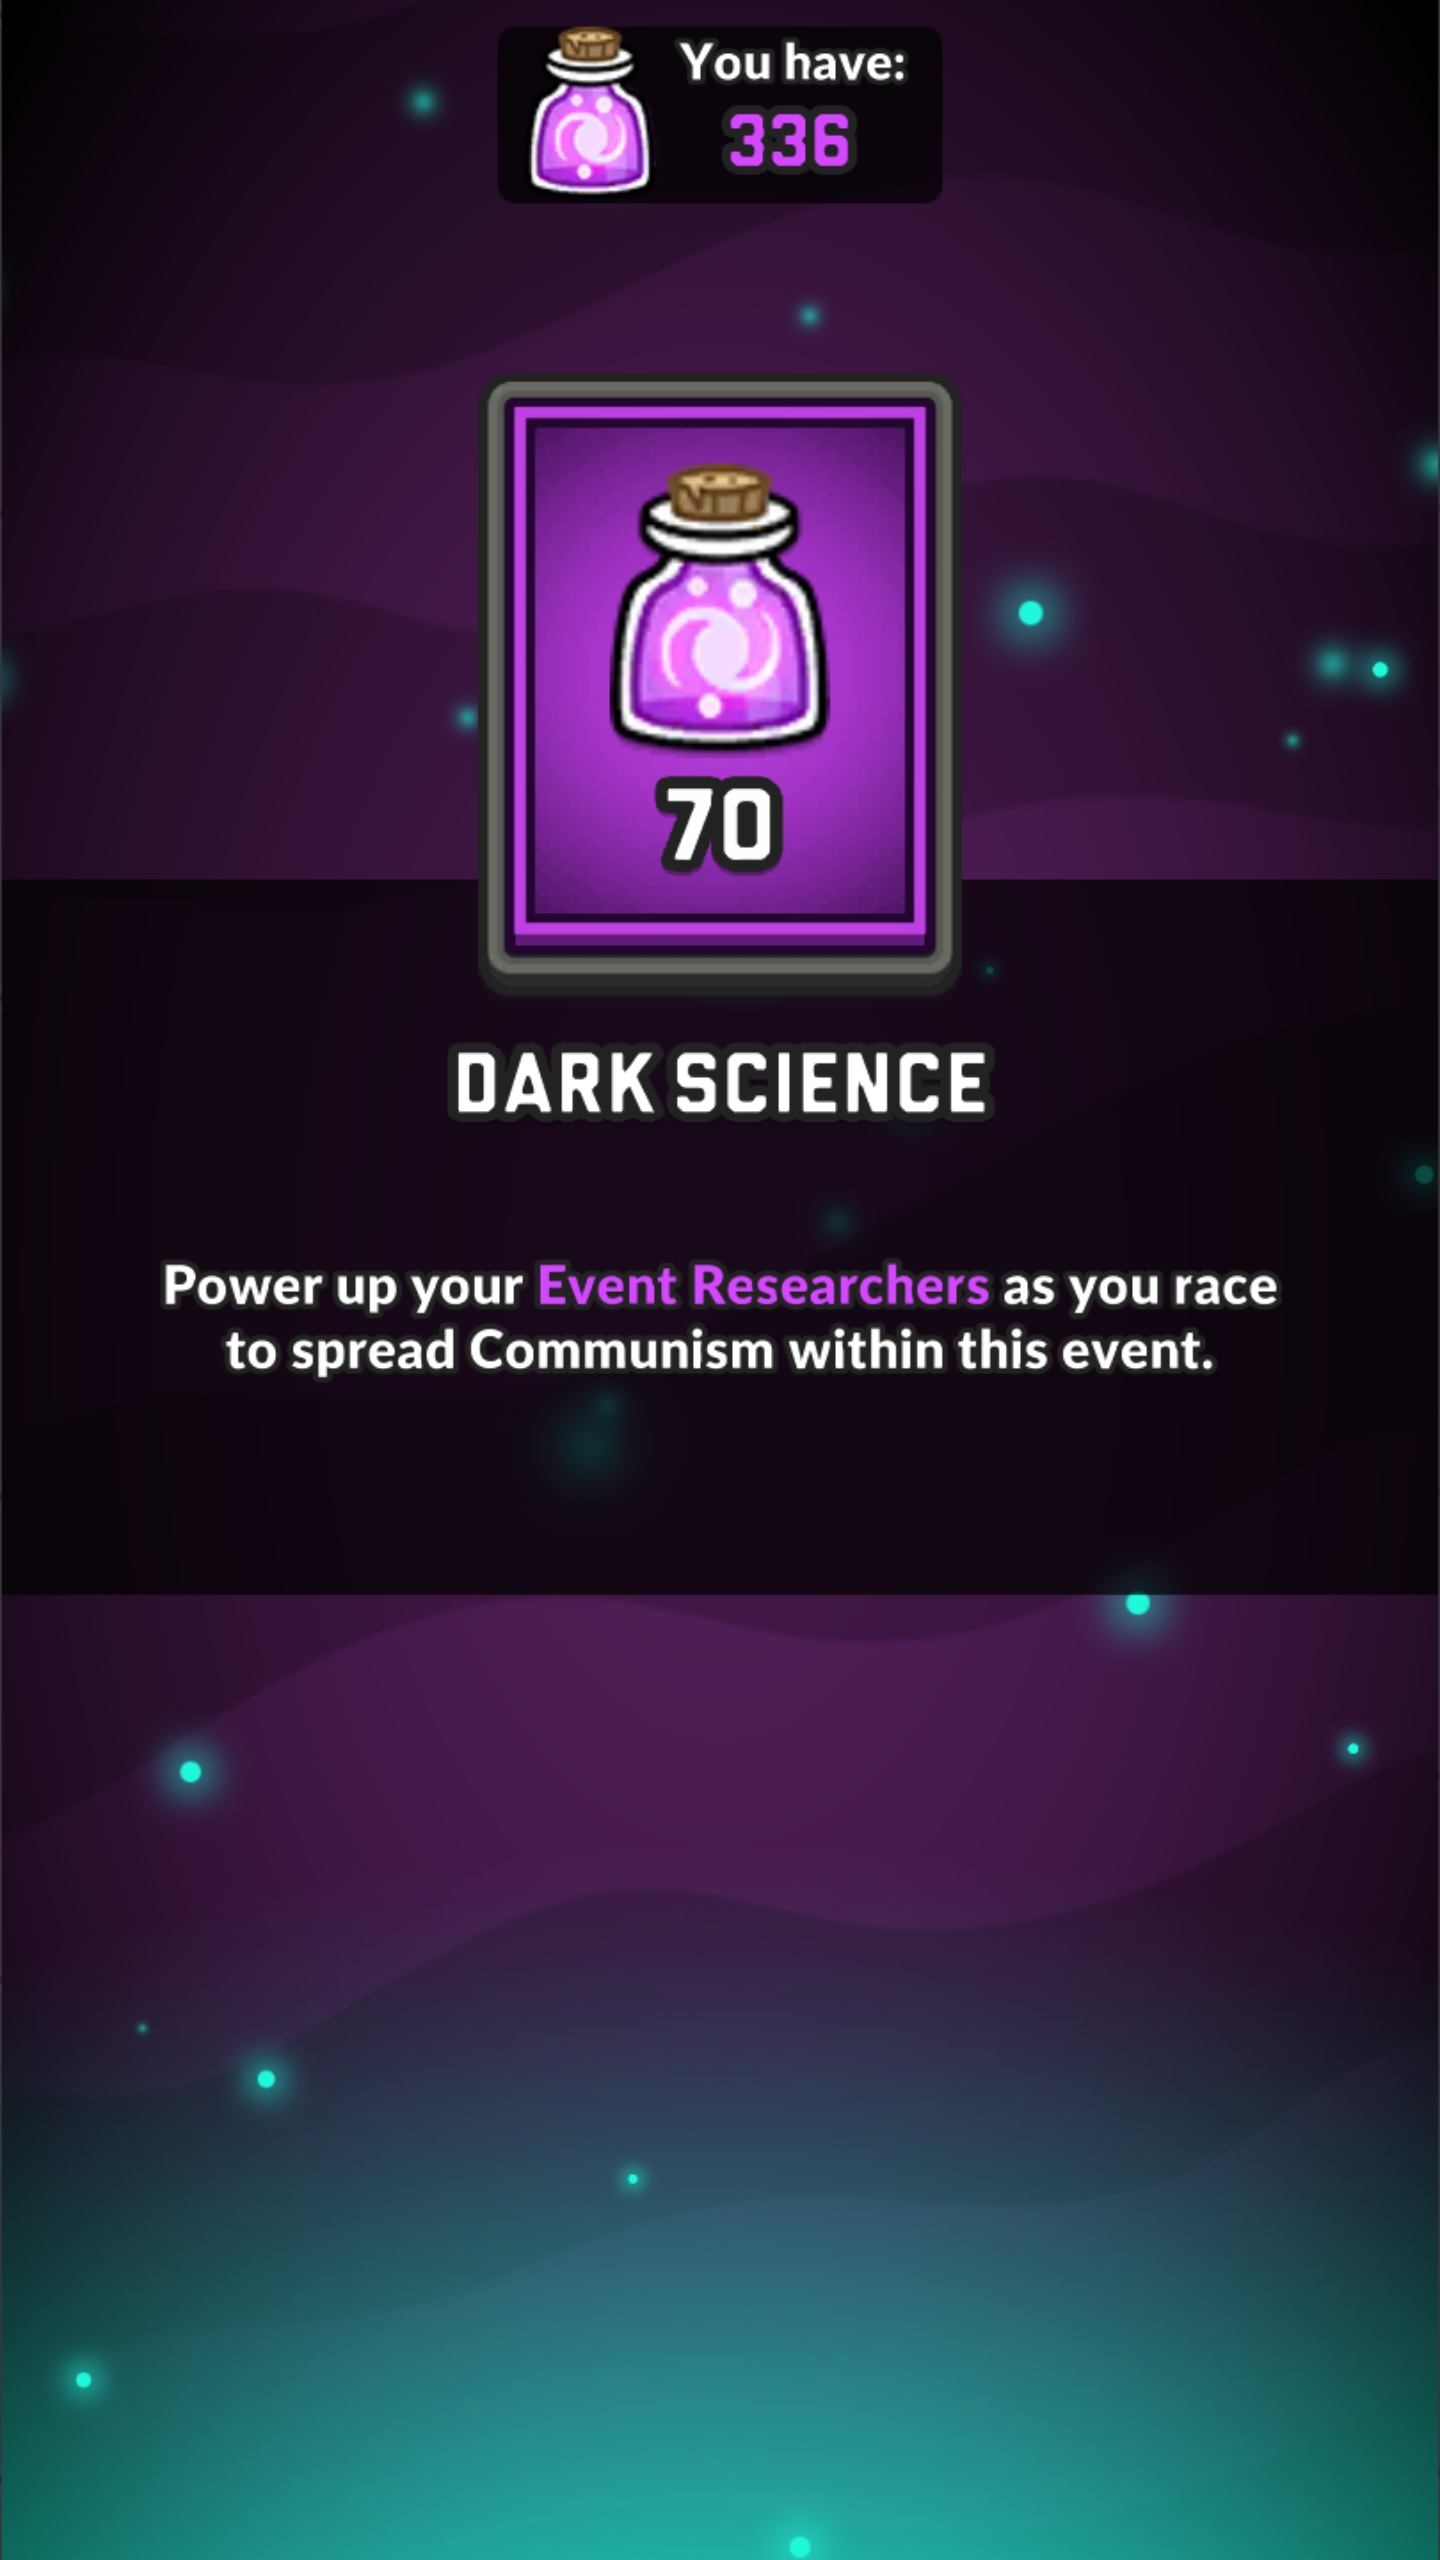 You have:
336
70
DARK SCIENCE
Power up your Event Researchers as you race
to spread Communism within this event.